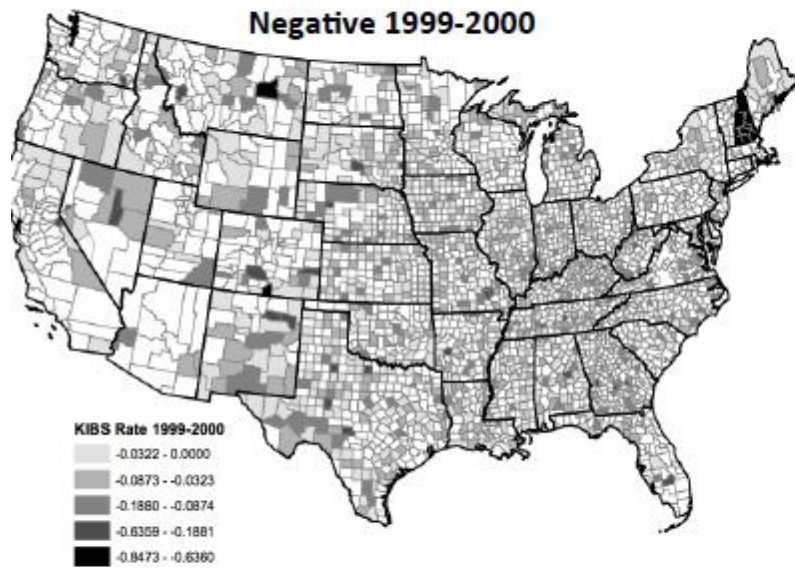 Negative 1999-2000
KIBS Rate 1999-2000
-0.0322 - 0.0000
-0.0873 - -0.0323
-0.1880 - -0.0874
-0.6359 - -0.1881
-0.8473 - -0.6360